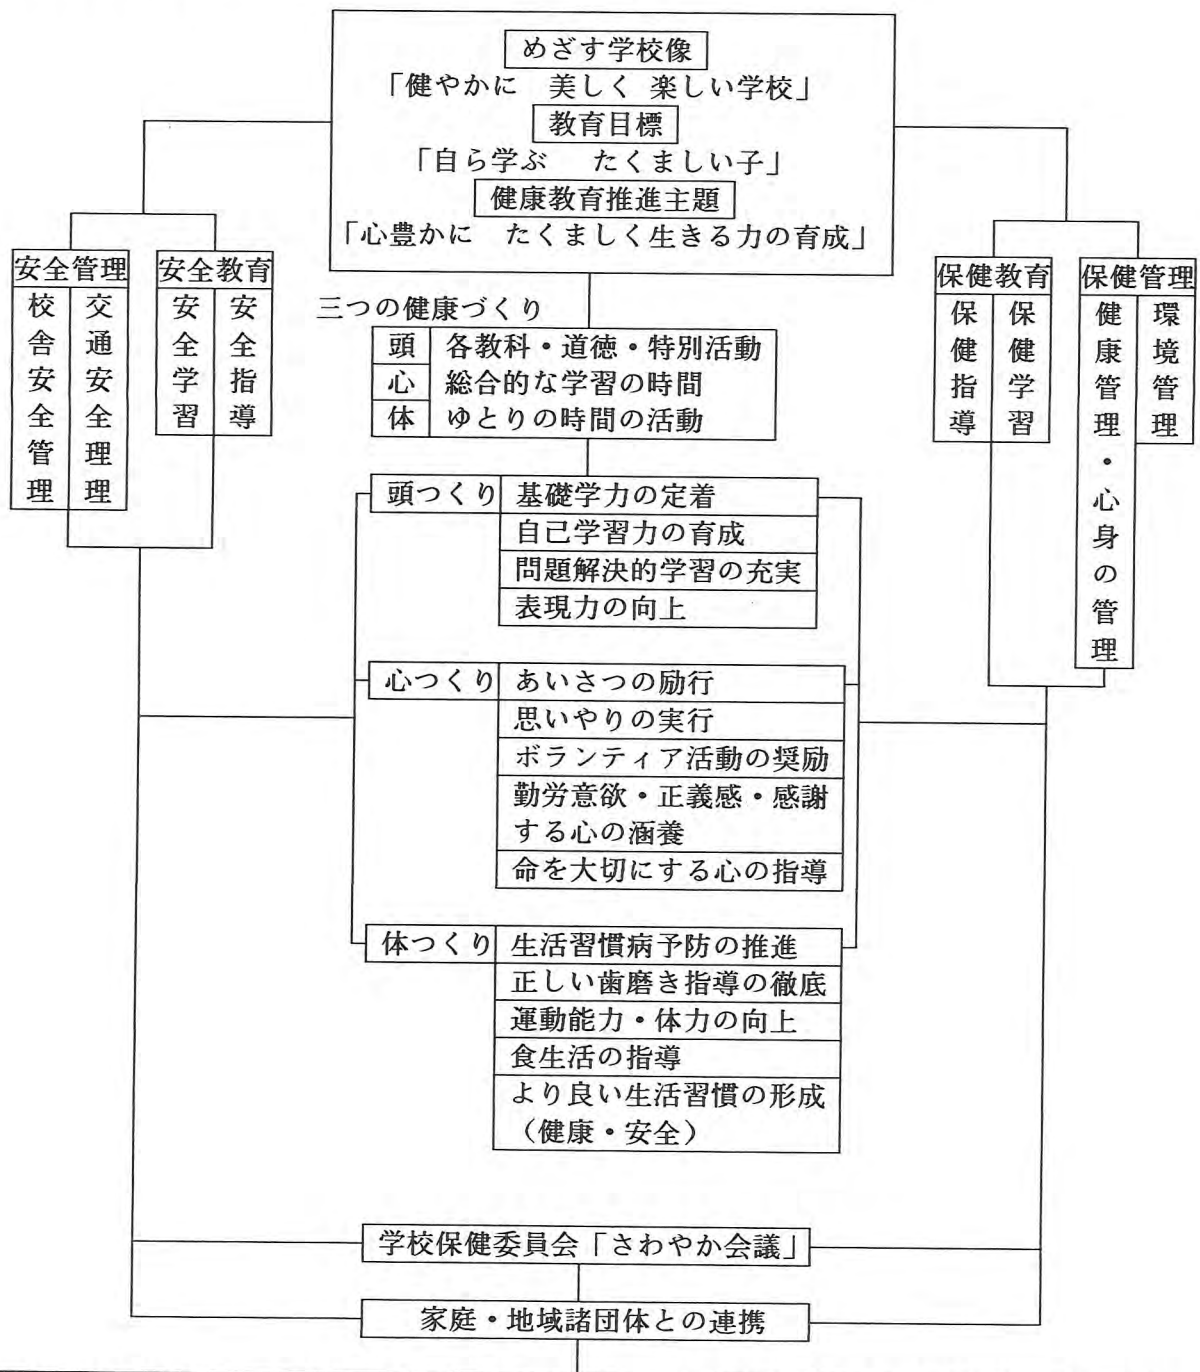 めざす学校像
「健やかに　美しく 楽しい学校」
教育目標
「自ら学ぶ　たくましい子」
健康教育推進主題
「心豊かに　たくましく生きる力の育成」
安全管理
校舎安全管理
交通安全理理
安全教育
安全学習
安全指導
三つの健康づくり
頭 各教科・道徳・特別活動
心 総合的な学習の時間
体 ゆとりの時間の活動
保健教育
保健指導
保健学習
保健管理
健康管理・心身の管理
環境管理
頭つくり 基礎学力の定着
自己学習力の育成
問題解決的学習の充実
表現力の向上
心つくり あいさつの励行
思いやりの実行
ボランティア活動の奨励
勤労意欲・正義感・感謝
する心の涵養
命を大切にする心の指導
体つくり 生活習慣病予防の推進
正しい歯磨き指導の徹底
運動能力・体力の向上
食生活の指導
より良い生活習慣の形成
（健康・安全）
学校保健委員会「さわやか会議」
家庭・地域諸団体との連携